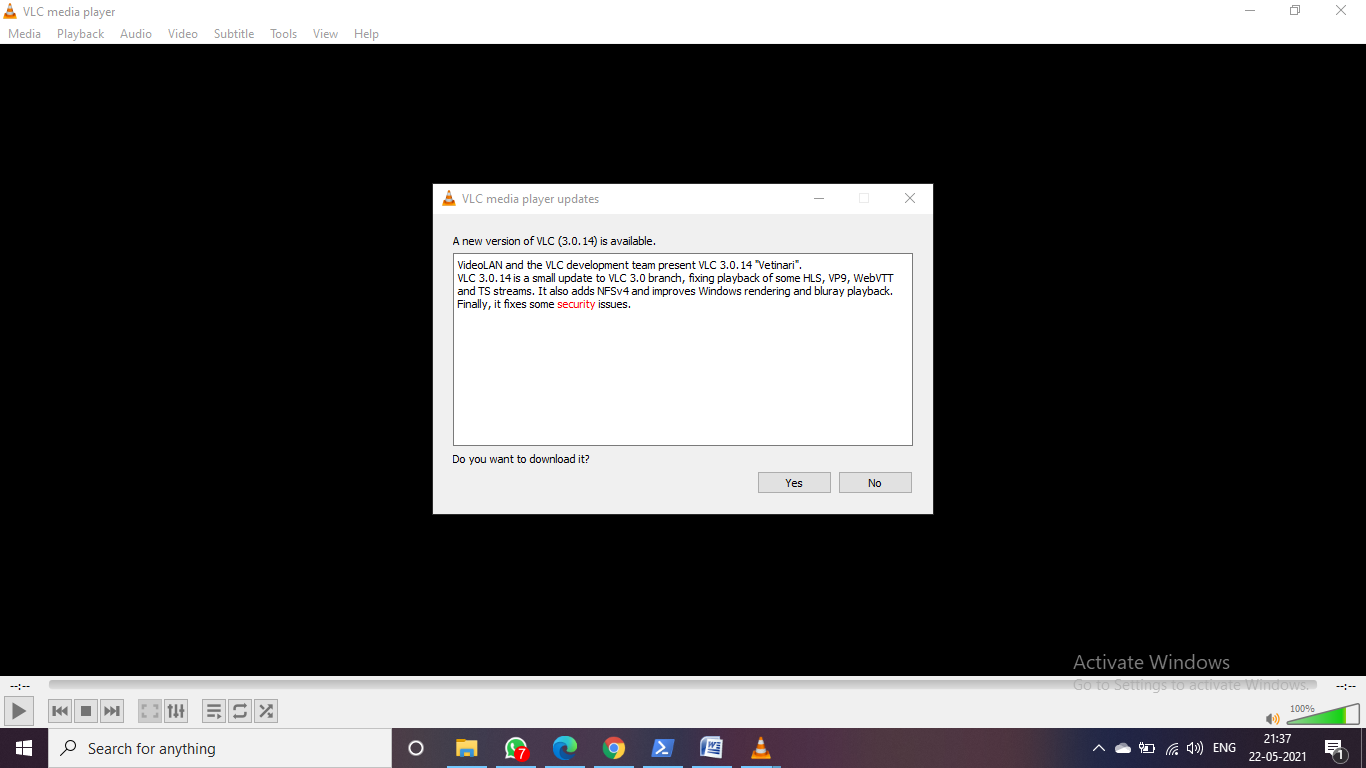 VLC media player
Media Playback Audio Video Subtitle Tools View Help
VLC media player updates
A new version of VLC (3.0.14) is available.
VideoLAN and the VLC development team present VLC 3.0.14 "Vetinari".
VLC 3.0.14 is a small update to VLC 3.0 branch, fixing playback of some HLS, VP9, WebVTT
and TS streams. It also adds NFSv4 and improves Windows rendering and bluray playback.
Finally, it fixes some security issues.
Do you want to download it?
Yes No
Activate Windows
Go to Settings to activate Windows.
--:-- --:--
100%
Search for anything
7
ENG
21:37
22-05-2021
1